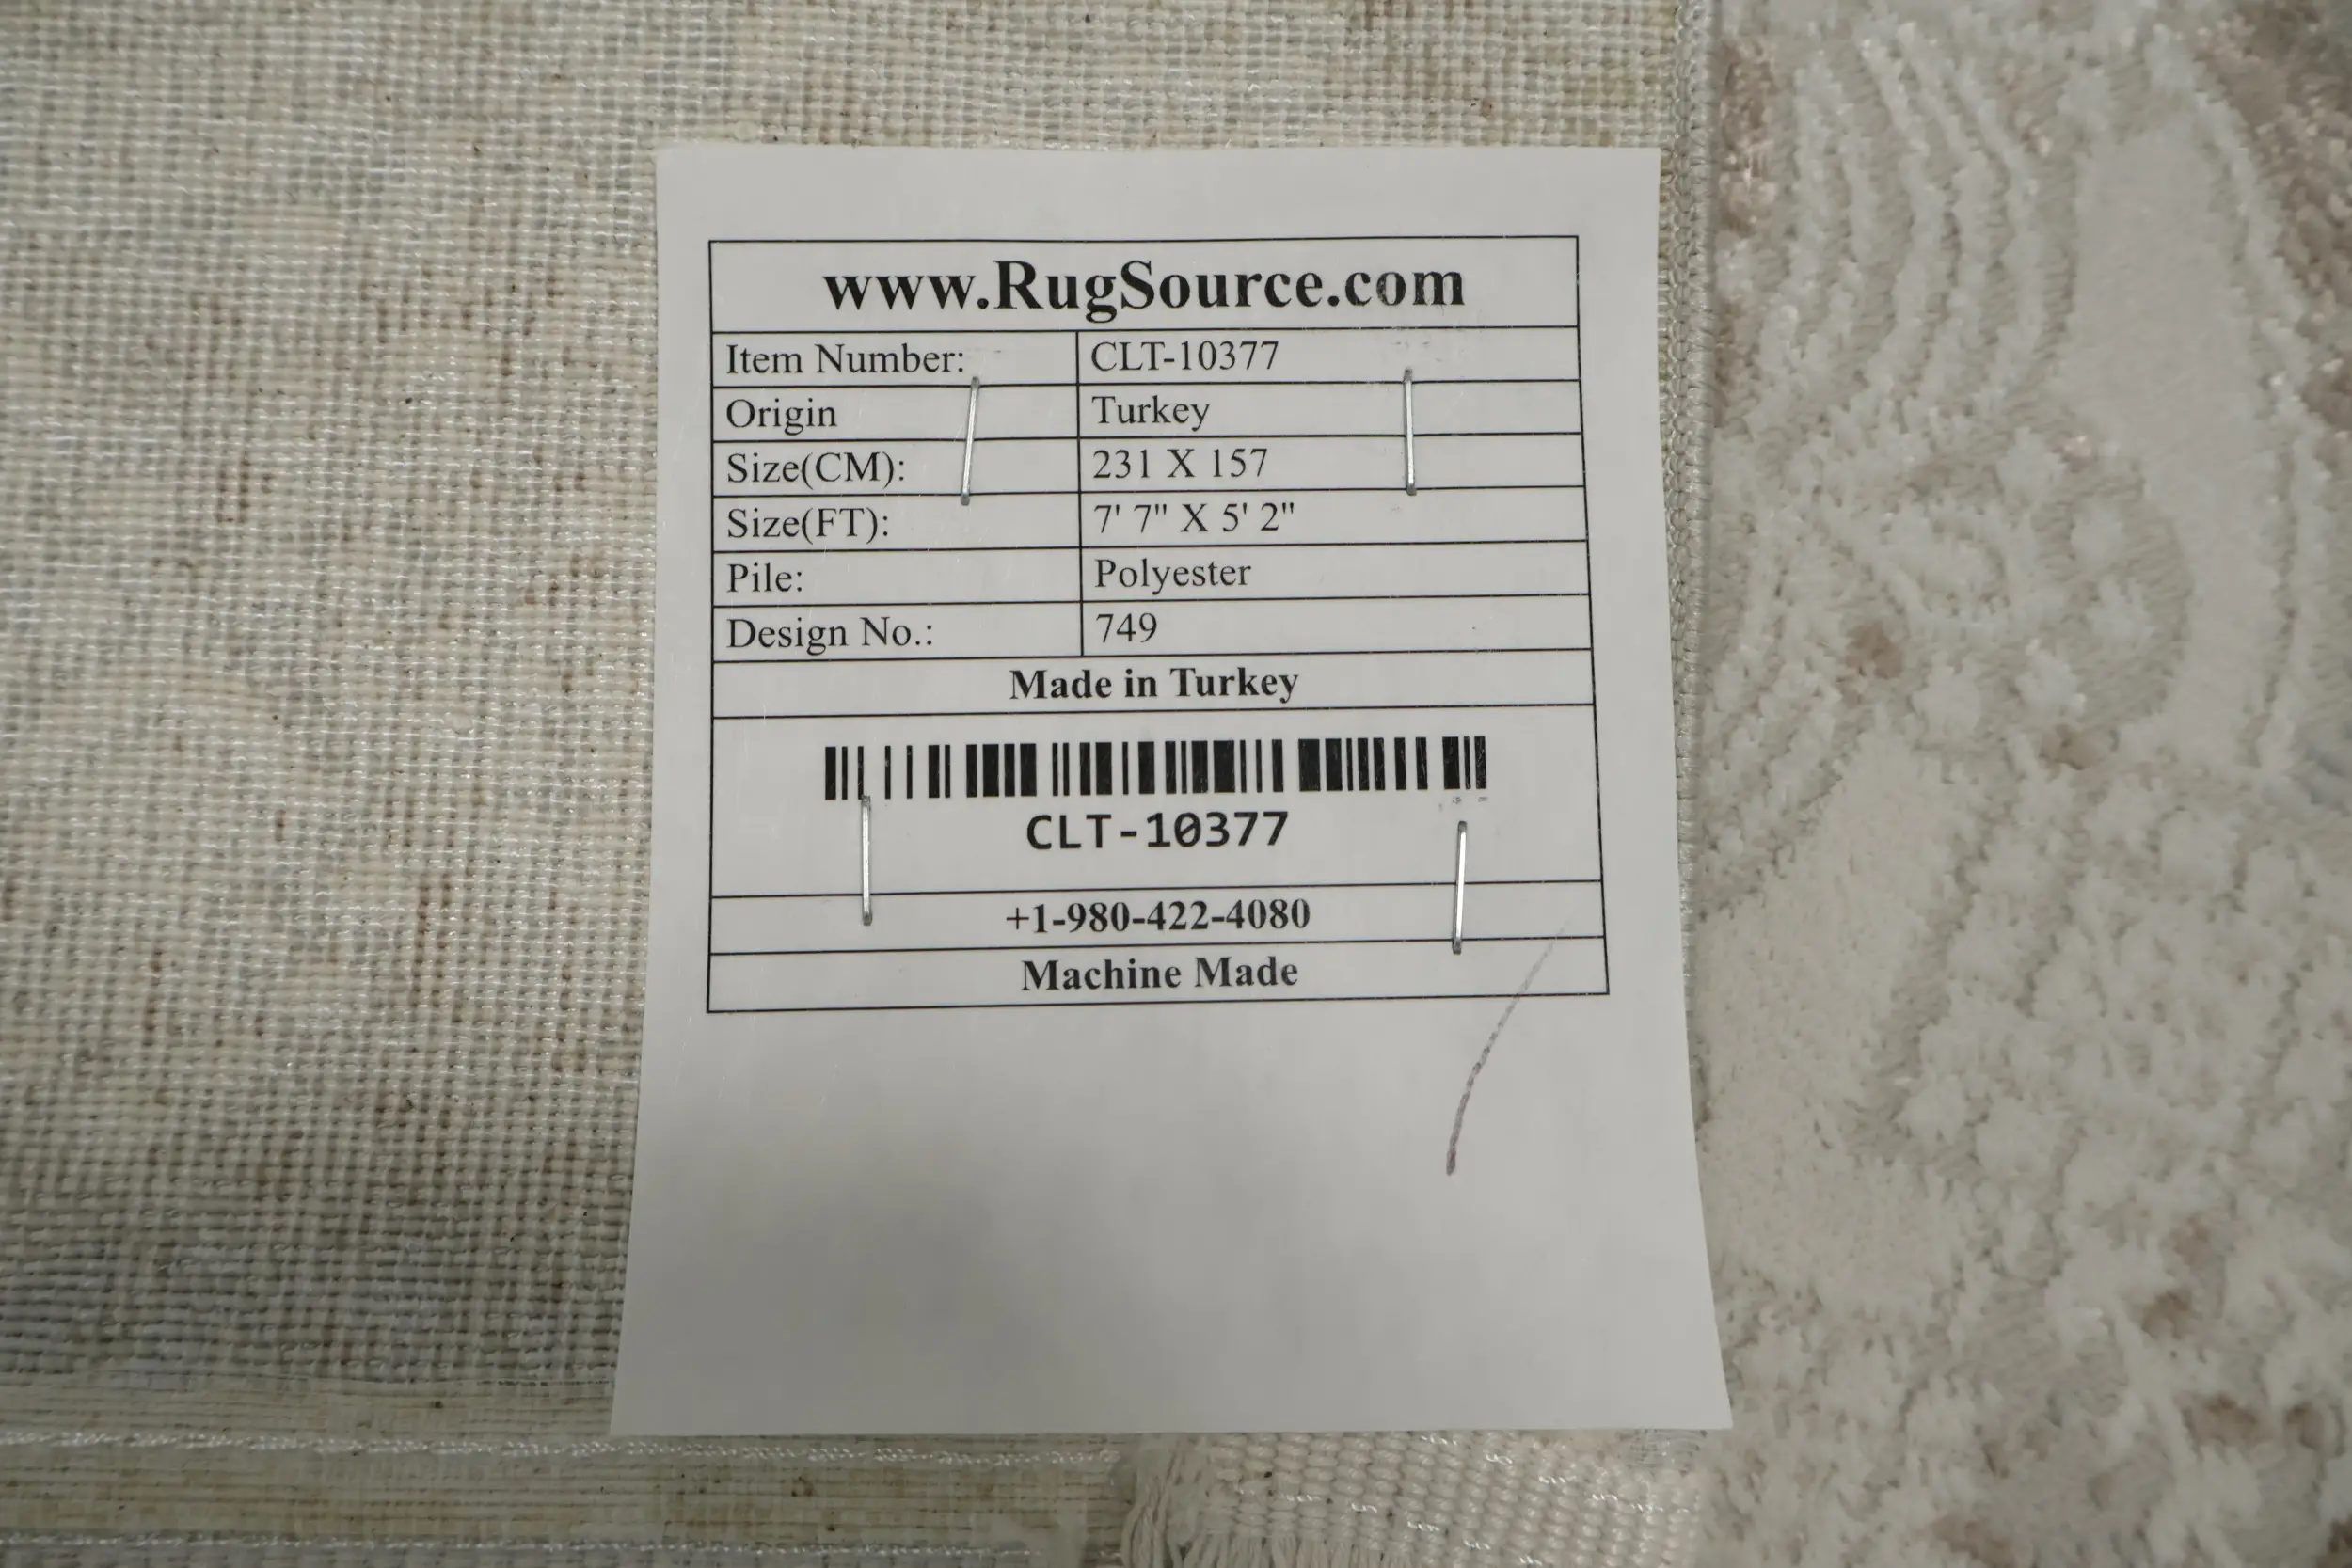 www.RugSource.com
Item Number: CLT-10377
Origin Turkey
Size(CM): 231 X 157
Size(FT): 7' 7" X 5' 2"
Pile: Polyester
Design No.: 749
Made in Turkey
CLT-10377
+1-980-422-4080
Machine Made